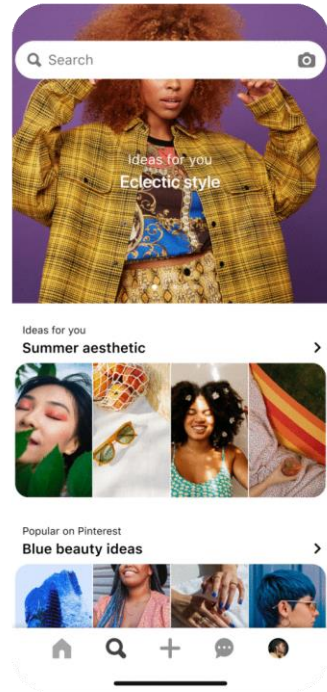 Search
Ideas for you
Eclectic style
Ideas for you
Summer aesthetic
Popular on Pinterest
Blue beauty ideas